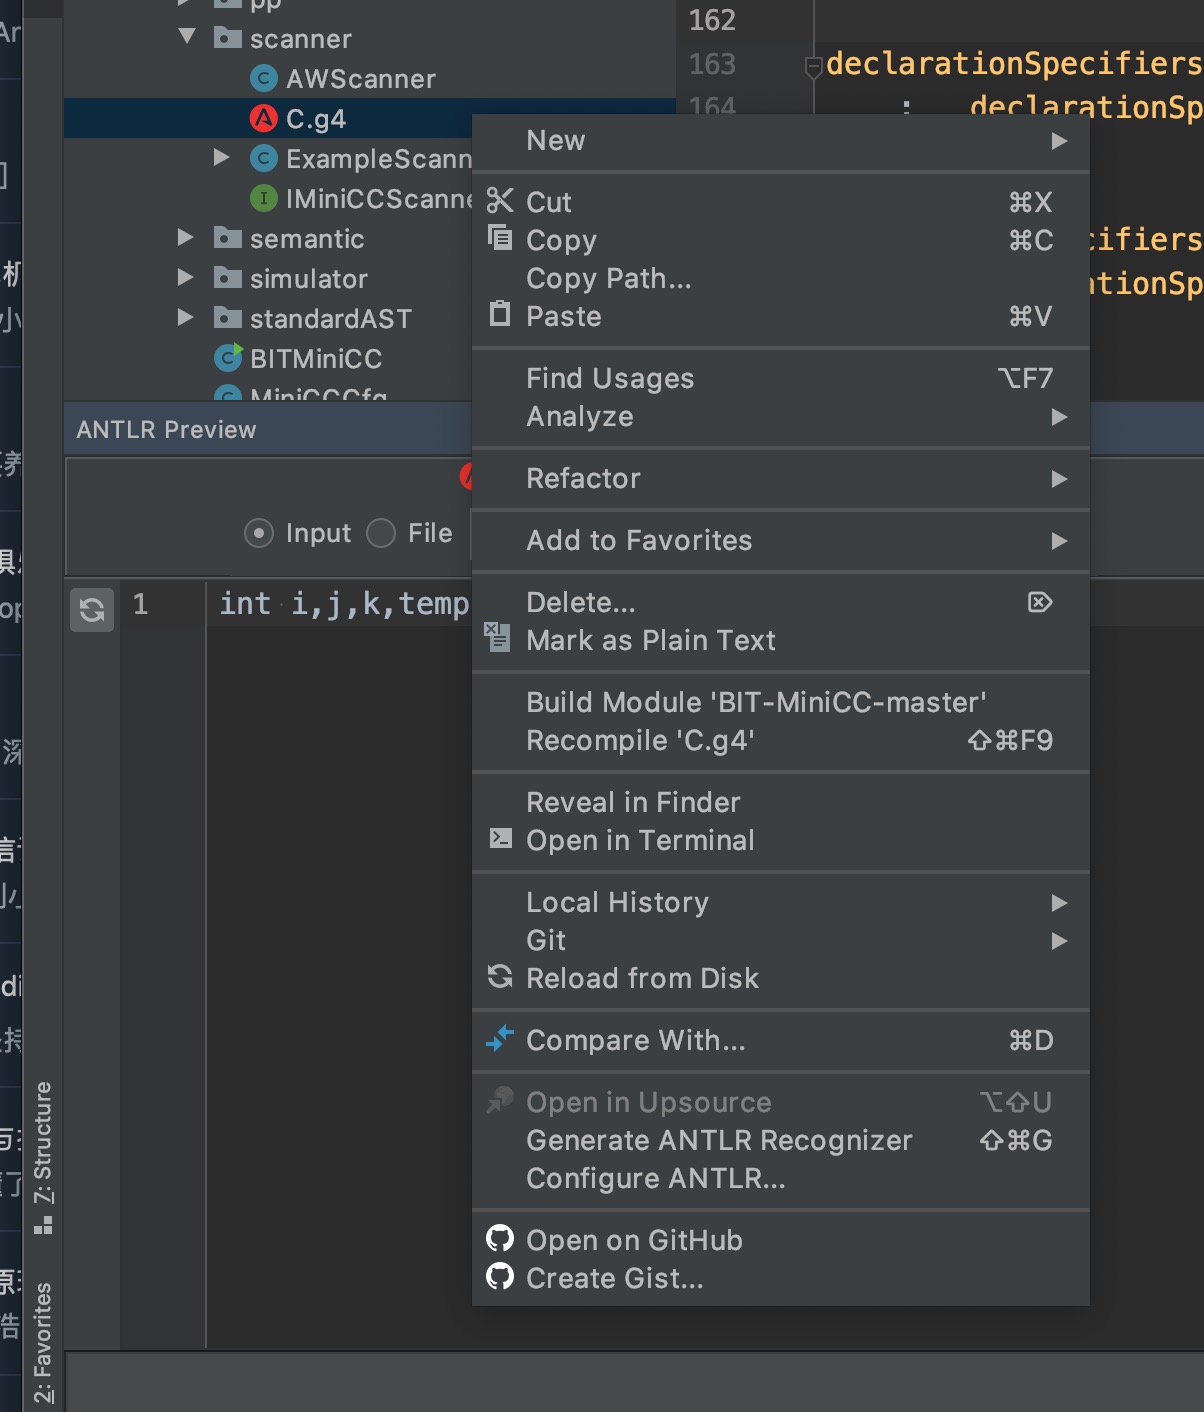 pp
scanner
AWScanner
C.g4
ExampleScann
IMiniCCScanne
semantic
simulator
standardAST
BITMiniCC
MiniCCCfg
162
163 declarationSpecifiers
164 : declarationSp
cifiers
ationSp
ANTLR Preview
Input File
1 int i,j,k,temp
New
Cut ⌘X
Copy ⌘C
Copy Path...
Paste ⌘V
Find Usages ⌥F7
Analyze
Refactor
Add to Favorites
Delete... ⌦
Mark as Plain Text
Build Module 'BIT-MiniCC-master'
Recompile 'C.g4' ⇧⌘F9
Reveal in Finder
Open in Terminal
Local History
Git
Reload from Disk
Compare With... ⌘D
Open in Upsource ⌥⇧U
Generate ANTLR Recognizer ⇧⌘G
Configure ANTLR...
Open on GitHub
Create Gist...
7: Structure
2: Favorites